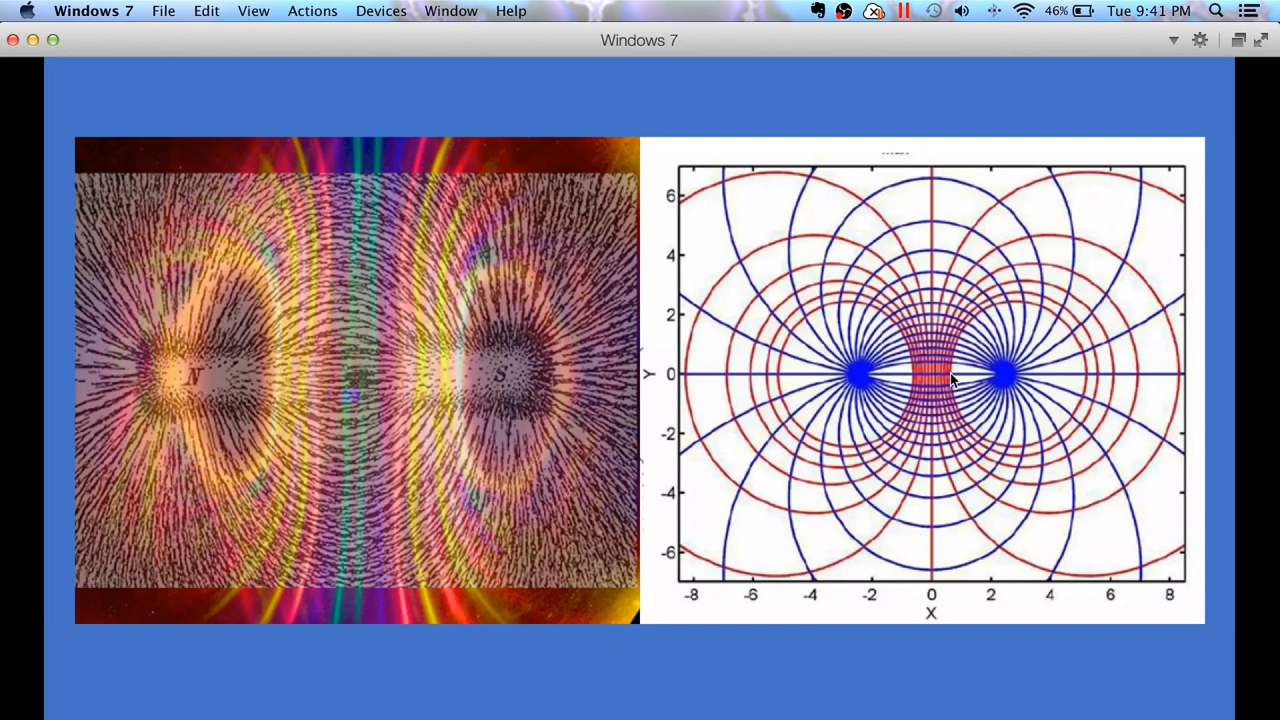 Windows 7 File Edit View Actions Devices Window Help 46% Tue 9:41 PM
Windows 7
N S
6
4
2
Y 0
-2
-4
-6
-8 -6 -4 -2 0 2 4 6 8
X